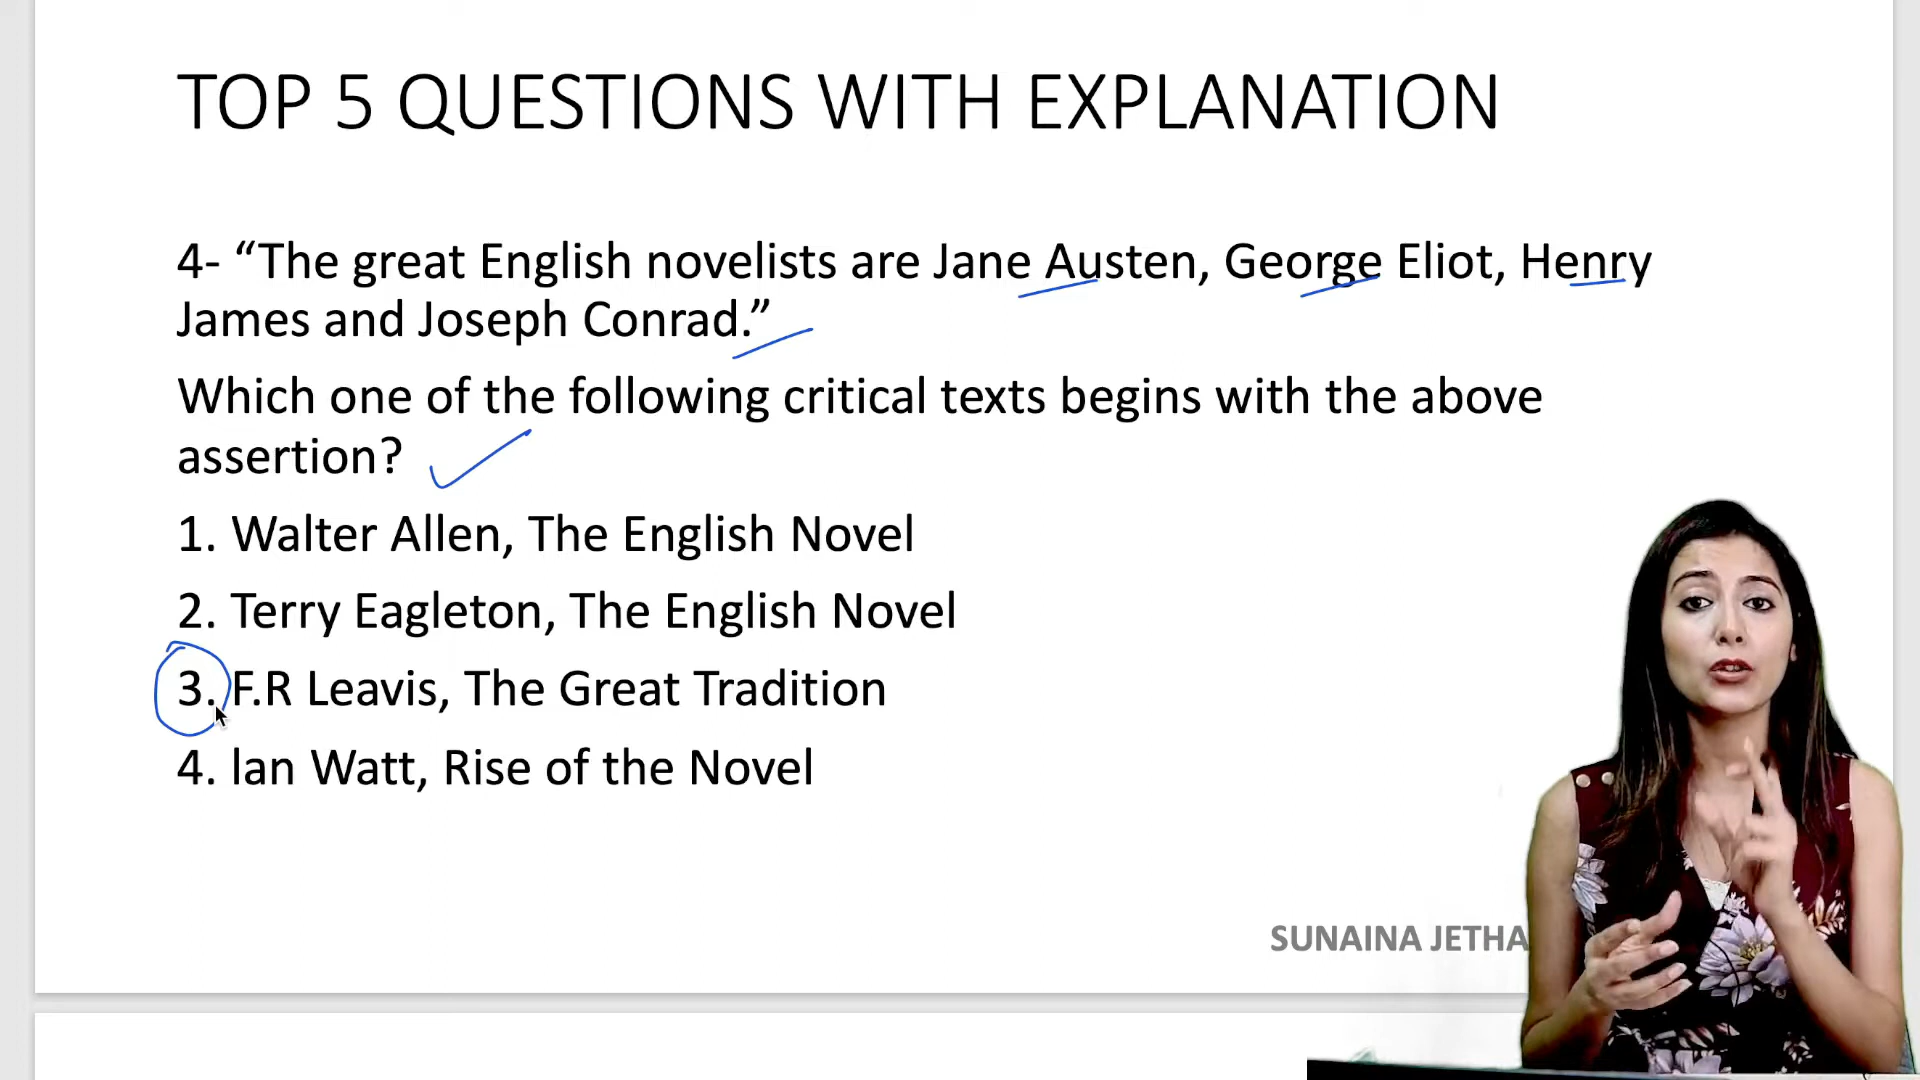 TOP 5 QUESTIONS WITH EXPLANATION
4- “The great English novelists are Jane Austen, George Eliot, Henry
James and Joseph Conrad.”
Which one of the following critical texts begins with the above
assertion?
1. Walter Allen, The English Novel
2. Terry Eagleton, The English Novel
3. F.R Leavis, The Great Tradition
4. Ian Watt, Rise of the Novel
SUNAINA JETHA